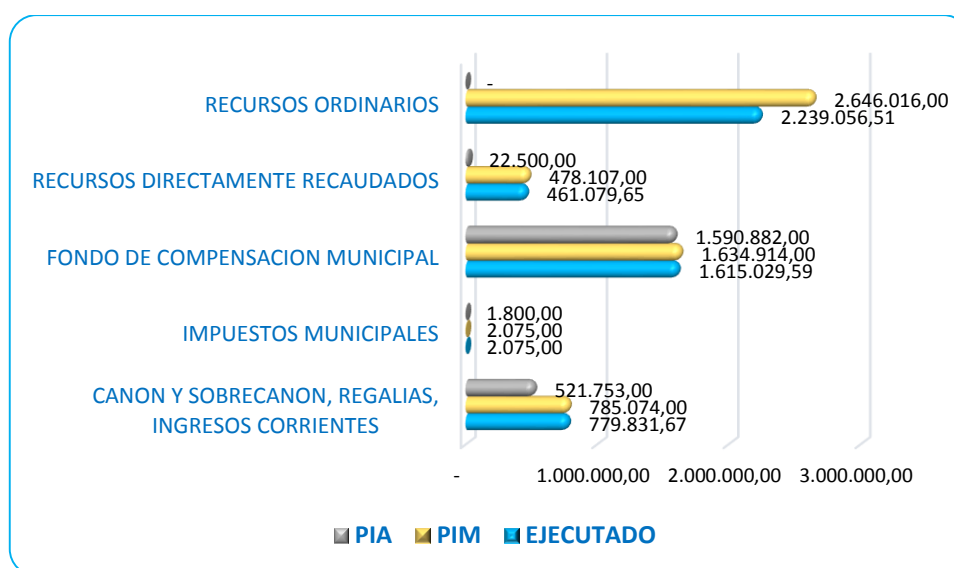 -
RECURSOS ORDINARIOS
2.646.016,00
2.239.056,51
22.500,00
RECURSOS DIRECTAMENTE RECAUDADOS
478.107,00
461.079,65
1.590.882,00
FONDO DE COMPENSACION MUNICIPAL
1.634.914,00
1.615.029,59
1.800,00
IMPUESTOS MUNICIPALES
2.075,00
2.075,00
521.753,00
CANON Y SOBRECANON, REGALIAS,
INGRESOS CORRIENTES
785.074,00
779.831,67
- 1.000.000,00 2.000.000,00 3.000.000,00
PIA PIM EJECUTADO